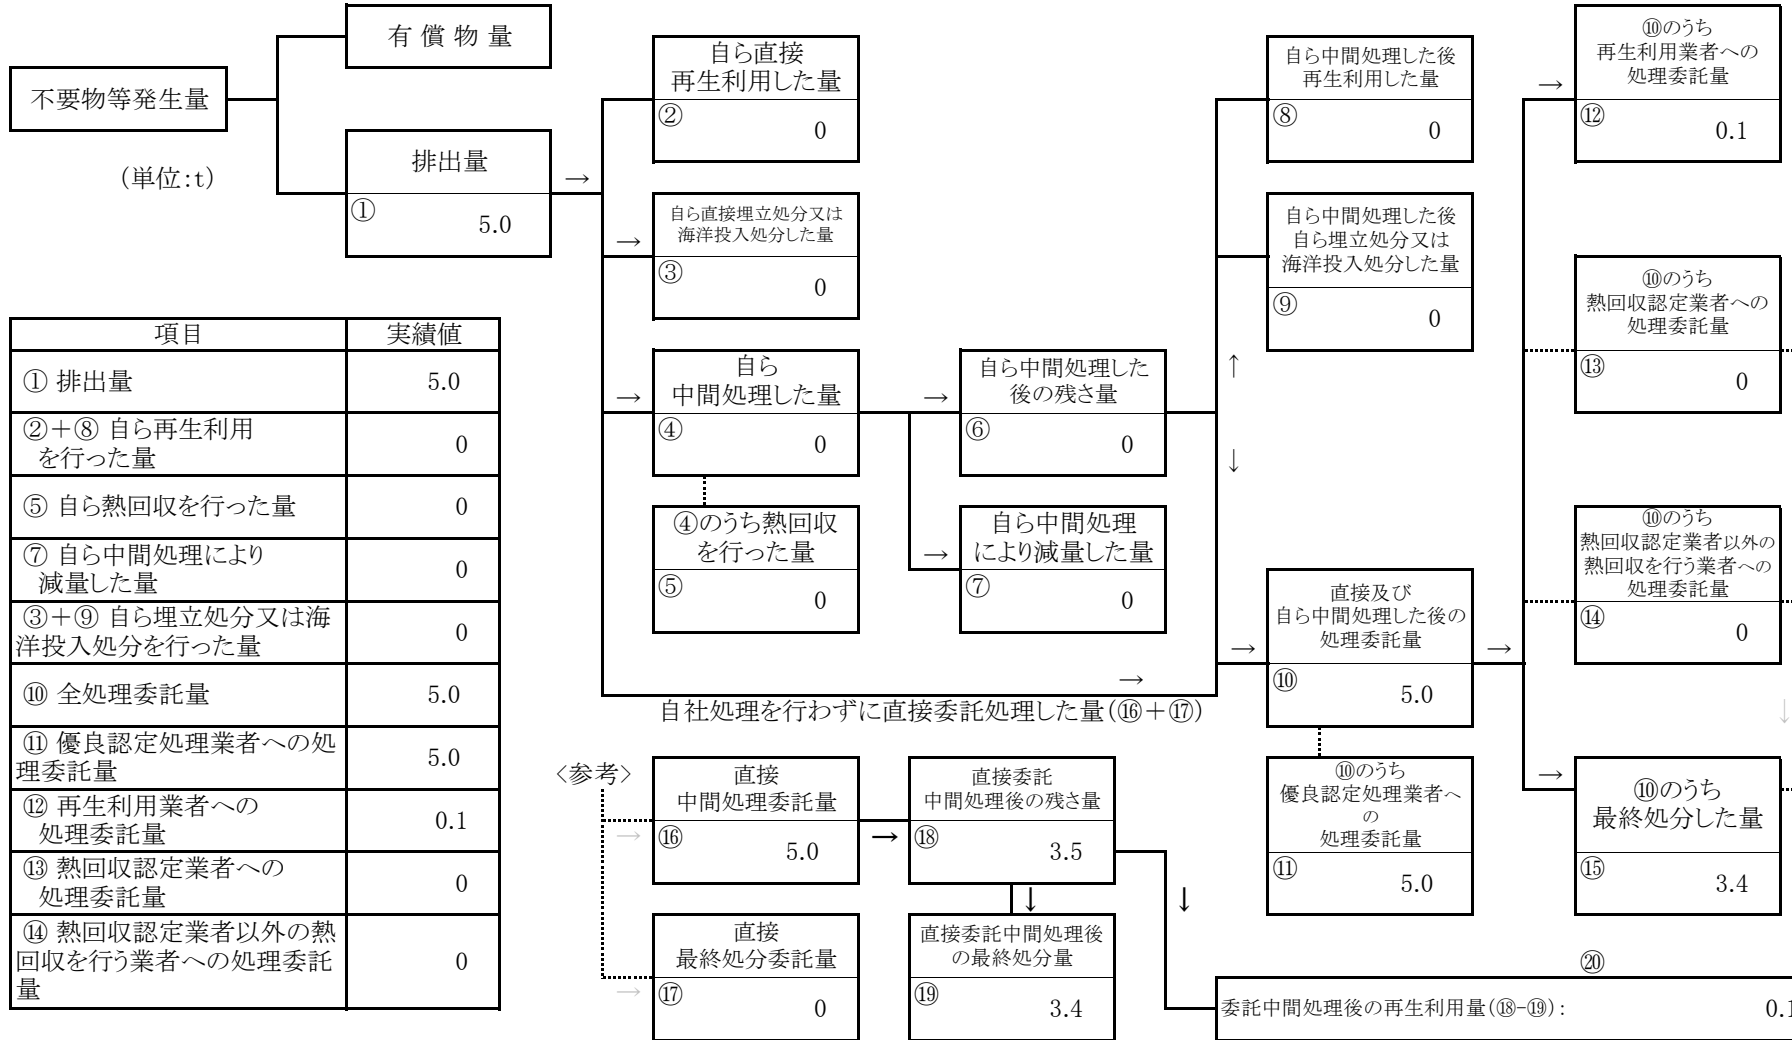 有 償 物 量
不要物等発生量
(単位:t)
排出量
①
5.0
→
自ら直接
再生利用した量
②
0
→
自ら直接埋立処分又は
海洋投入処分した量
③
0
→
自ら
中間処理した量
④
0
④のうち熱回収
を行った量
⑤
0
→
自ら中間処理した
後の残さ量
⑥
0
→
自ら中間処理
により減量した量
⑦
0
自ら中間処理した後
再生利用した量
⑧
0
自ら中間処理した後
自ら埋立処分又は
海洋投入処分した量
⑨
0
↑
↓
→
直接及び
自ら中間処理した後の
処理委託量
⑩
5.0
→
自社処理を行わずに直接委託処理した量(⑯+⑰)
⑩のうち
優良認定処理業者へ
の
処理委託量
⑪
5.0
→
→
⑩のうち
再生利用業者への
処理委託量
⑫
0.1
⑩のうち
熱回収認定業者への
処理委託量
⑬
0
⑩のうち
熱回収認定業者以外の
熱回収を行う業者への
処理委託量
⑭
0
↓
→
⑩のうち
最終処分した量
⑮
3.4
項目 実績値
① 排出量 5.0
②+⑧ 自ら再生利用
を行った量 0
⑤ 自ら熱回収を行った量 0
⑦ 自ら中間処理により
減量した量 0
③+⑨ 自ら埋立処分又は海
洋投入処分を行った量 0
⑩ 全処理委託量 5.0
⑪ 優良認定処理業者への処
理委託量 5.0
⑫ 再生利用業者への
処理委託量 0.1
⑬ 熱回収認定業者への
処理委託量 0
⑭ 熱回収認定業者以外の熱
回収を行う業者への処理委託
量 0
〈参考〉
→
直接
中間処理委託量
⑯
5.0
→
直接
最終処分委託量
⑰
0
→
直接委託
中間処理後の残さ量
⑱
3.5
↓
直接委託中間処理後
の最終処分量
⑲
3.4
↓
⑳
委託中間処理後の再生利用量(⑱-⑲): 0.1